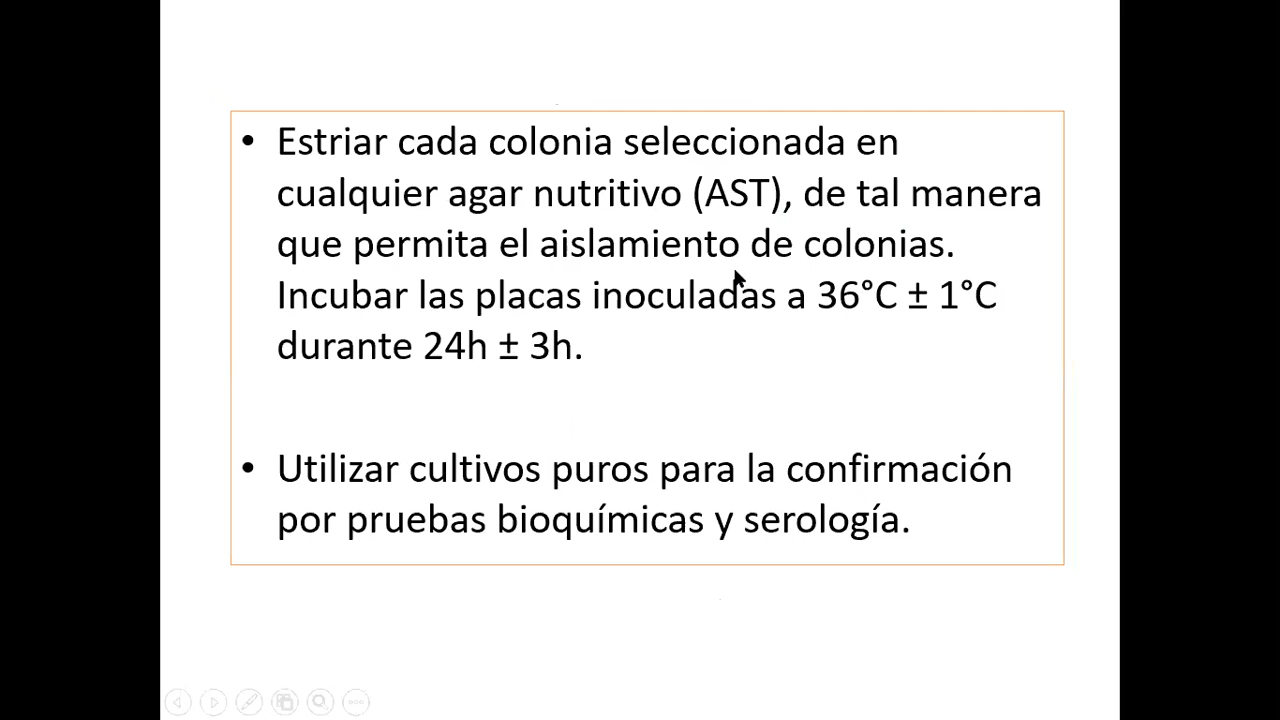 • Estriar cada colonia seleccionada en
cualquier agar nutritivo (AST), de tal manera
que permita el aislamiento de colonias.
Incubar las placas inoculadas a 36°C ± 1°C
durante 24h ± 3h.
• Utilizar cultivos puros para la confirmación
por pruebas bioquímicas y serología.